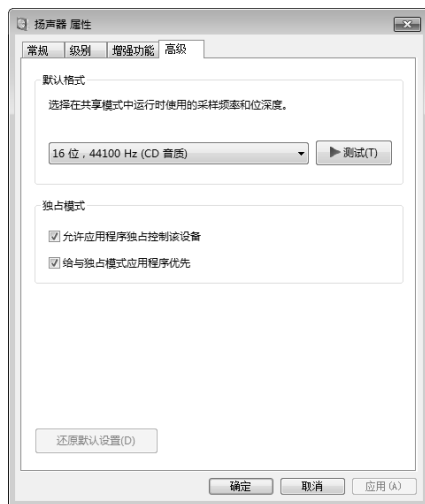 扬声器 属性
常规 级别 增强功能 高级
默认格式
选择在共享模式中运行时使用的采样频率和位深度。
16 位，44100 Hz (CD 音质) ▶测试(T)
独占模式
允许应用程序独占控制该设备
给与独占模式应用程序优先
还原默认设置(D)
确定 取消 应用(A)